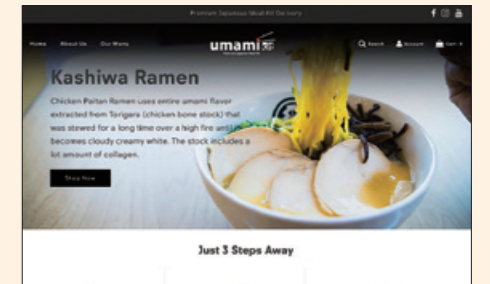 Premium Japanese Meal Kit Delivery
Home About Us Our Menu umami Search Account Cart
Kashiwa Ramen
Chicken Paitan Ramen uses entire umami flavor
extracted from Torigara (chicken bone stock) that
was stewed for a long time over a high fire until it
becomes cloudy creamy white. The stock includes a
lot amount of collagen.
Shop Now
Just 3 Steps Away